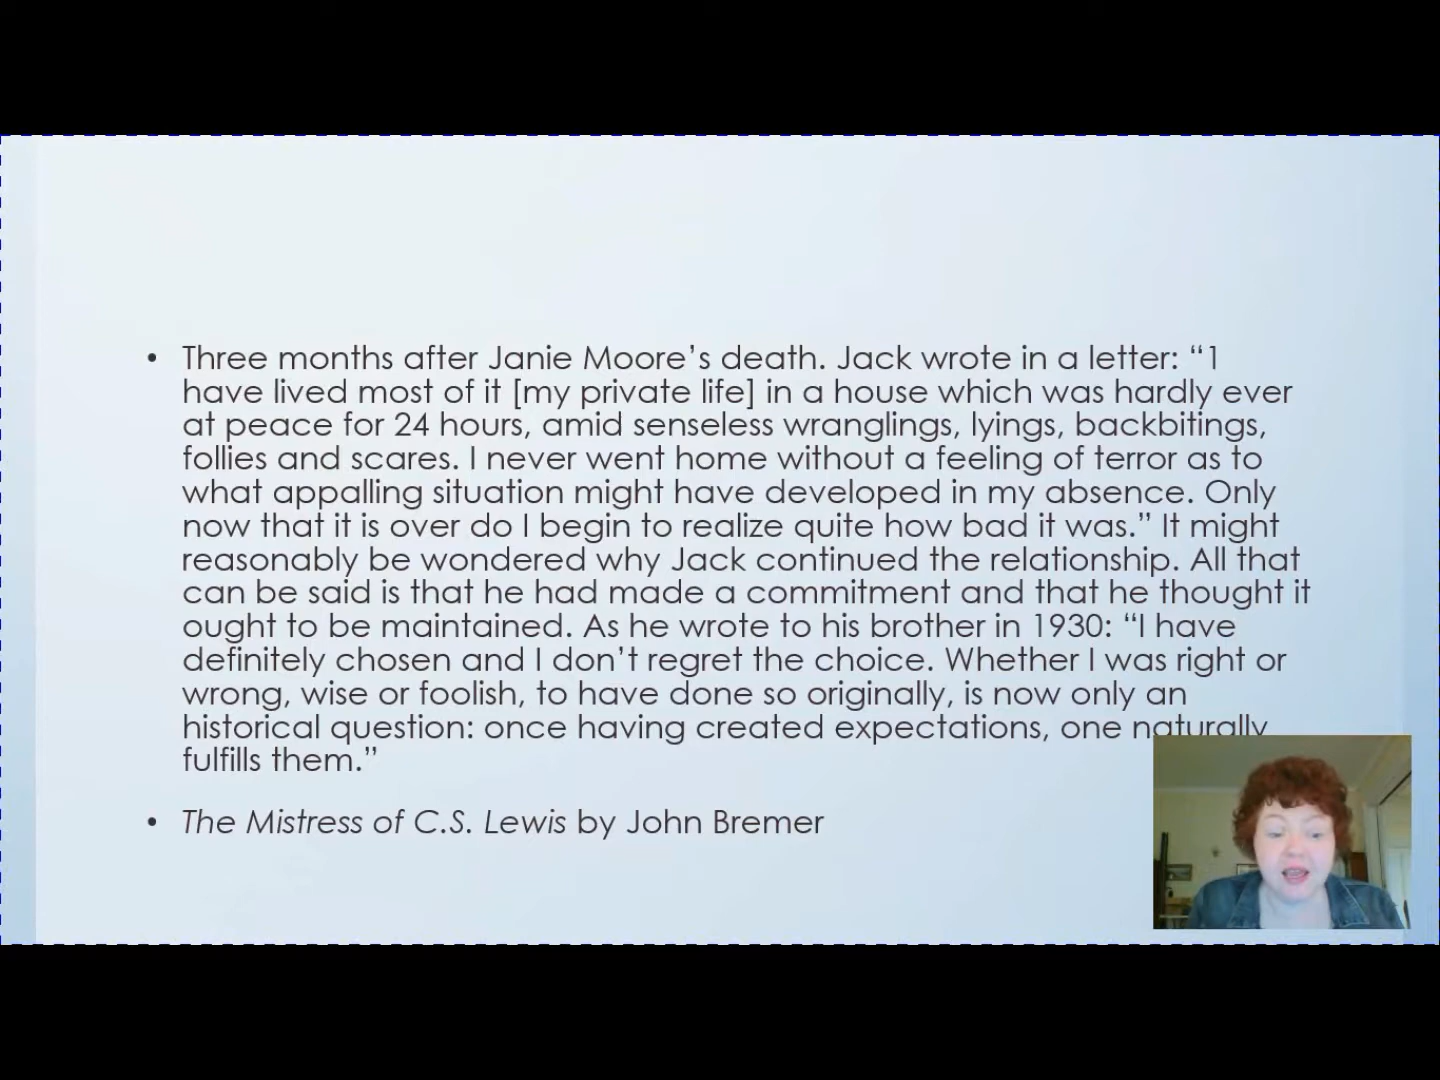 • Three months after Janie Moore’s death. Jack wrote in a letter: “1
have lived most of it [my private life] in a house which was hardly ever
at peace for 24 hours, amid senseless wranglings, lyings, backbitings,
follies and scares. I never went home without a feeling of terror as to
what appalling situation might have developed in my absence. Only
now that it is over do I begin to realize quite how bad it was.” It might
reasonably be wondered why Jack continued the relationship. All that
can be said is that he had made a commitment and that he thought it
ought to be maintained. As he wrote to his brother in 1930: “I have
definitely chosen and I don’t regret the choice. Whether I was right or
wrong, wise or foolish, to have done so originally, is now only an
historical question: once having created expectations, one naturally
fulfills them.”
• The Mistress of C.S. Lewis by John Bremer